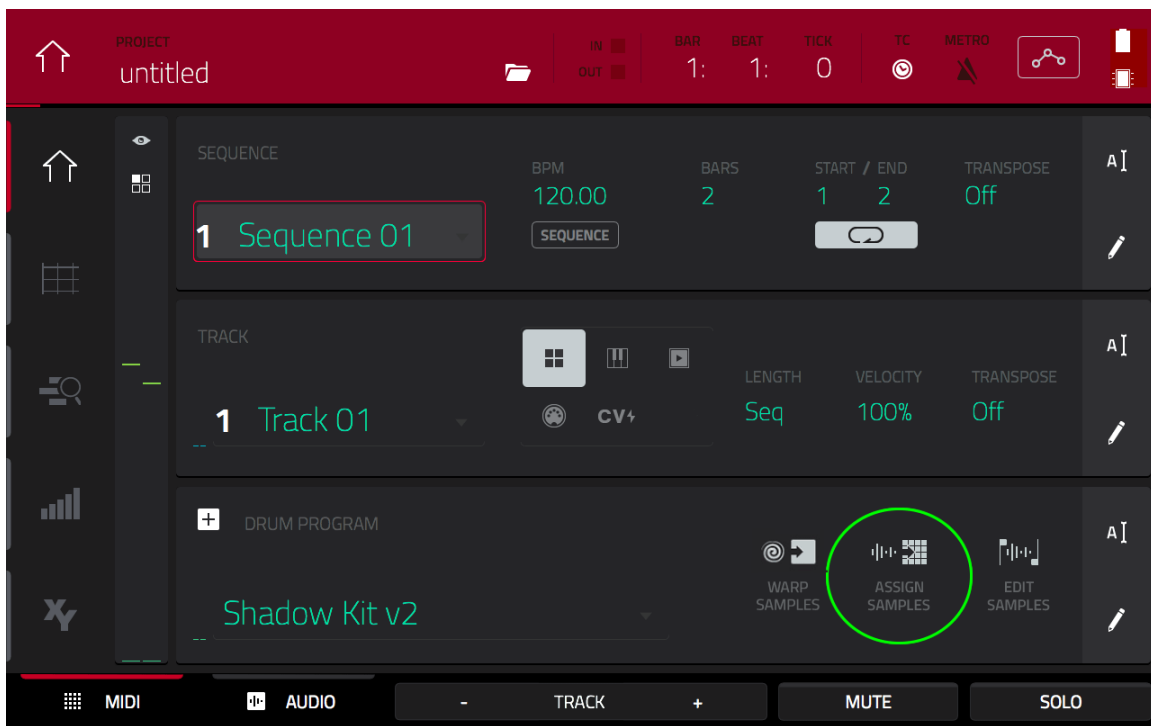 PROJECT
untitled
IN
OUT
BAR BEAT TICK TC METRO
1: 1: 0
SEQUENCE
1 Sequence 01
BPM BARS START / END TRANSPOSE
120.00 2 1 2 Off
SEQUENCE
TRACK
1 Track 01
CV
LENGTH VELOCITY TRANSPOSE
Seq 100% Off
DRUM PROGRAM
Shadow Kit v2
WARP SAMPLES
ASSIGN SAMPLES
EDIT SAMPLES
A
A
A
XY
MIDI AUDIO - TRACK + MUTE SOLO